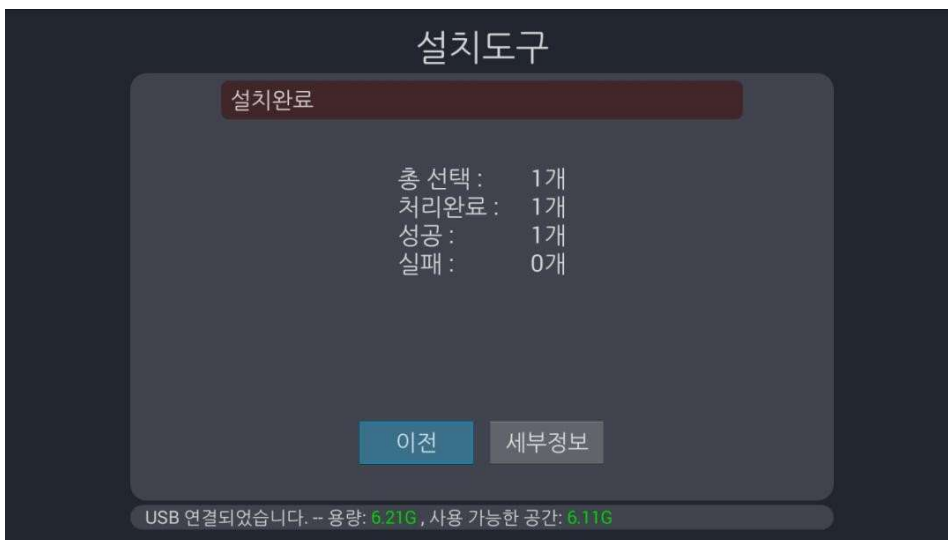 설치도구
설치완료
총 선택 : 1개
처리완료 : 1개
성공 : 1개
실패 : 0개
이전 세부정보
USB 연결되었습니다. -- 용량: 6.21G , 사용 가능한 공간: 6.11G